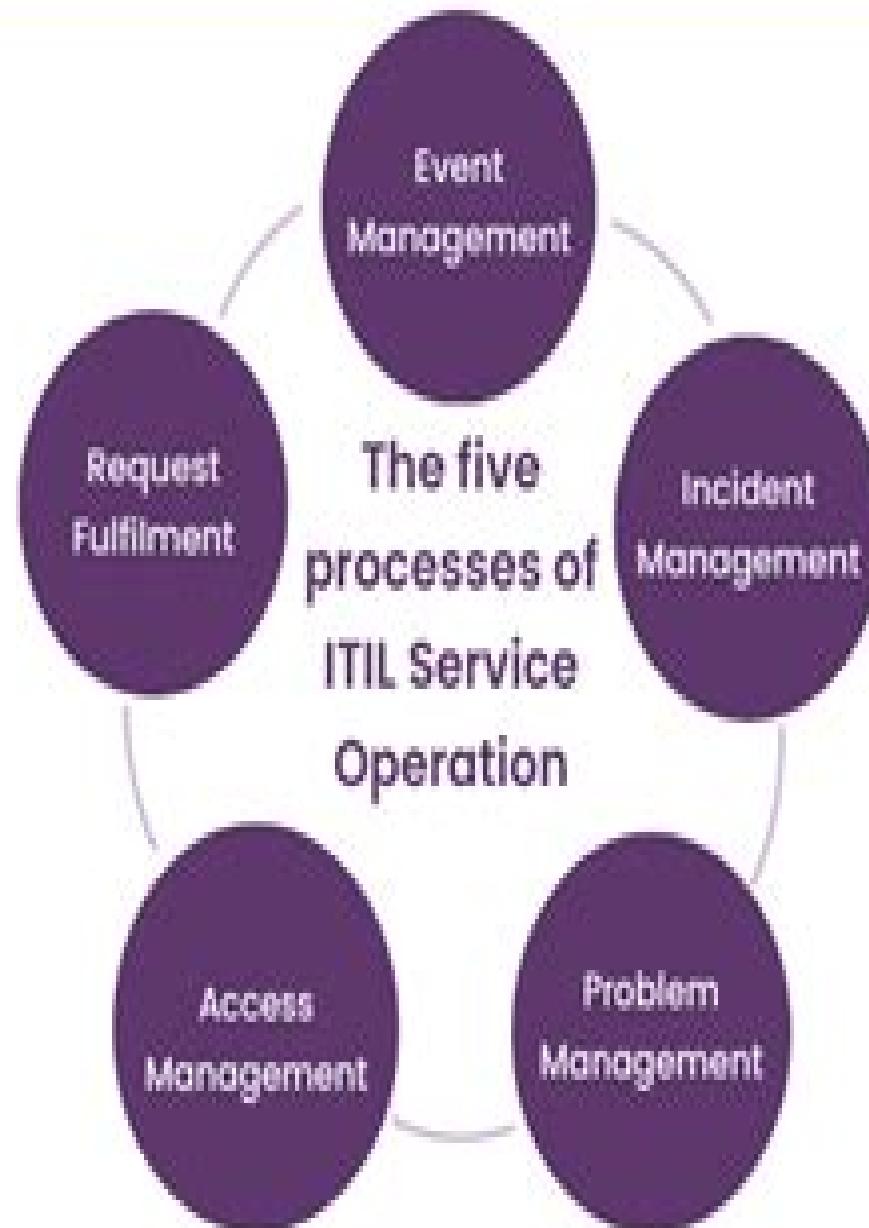 Event
Management
Request
Fulfilment
The five
processes of
ITIL Service
Operation
Incident
Management
Access
Management
Problem
Management